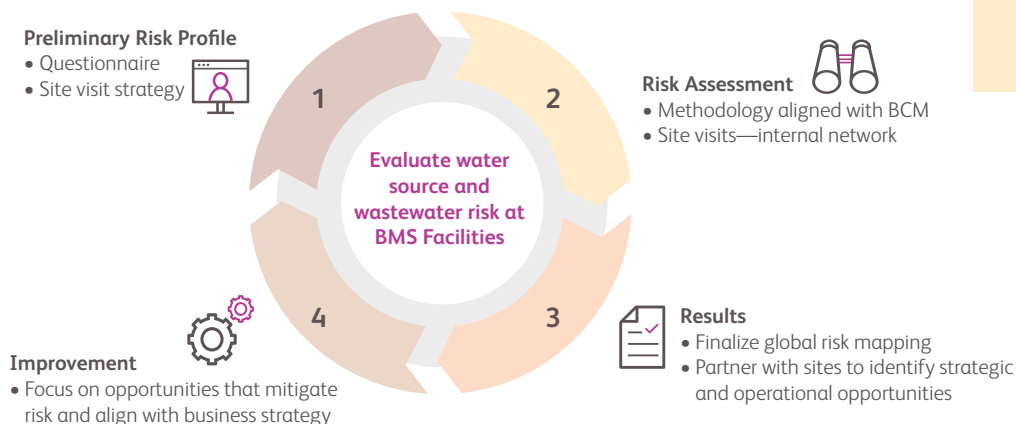 Preliminary Risk Profile
• Questionnaire
• Site visit strategy
1
2
Risk Assessment
• Methodology aligned with BCM
• Site visits—internal network
Evaluate water
source and
wastewater risk at
BMS Facilities
3
Results
• Finalize global risk mapping
• Partner with sites to identify strategic
and operational opportunities
4
Improvement
• Focus on opportunities that mitigate
risk and align with business strategy